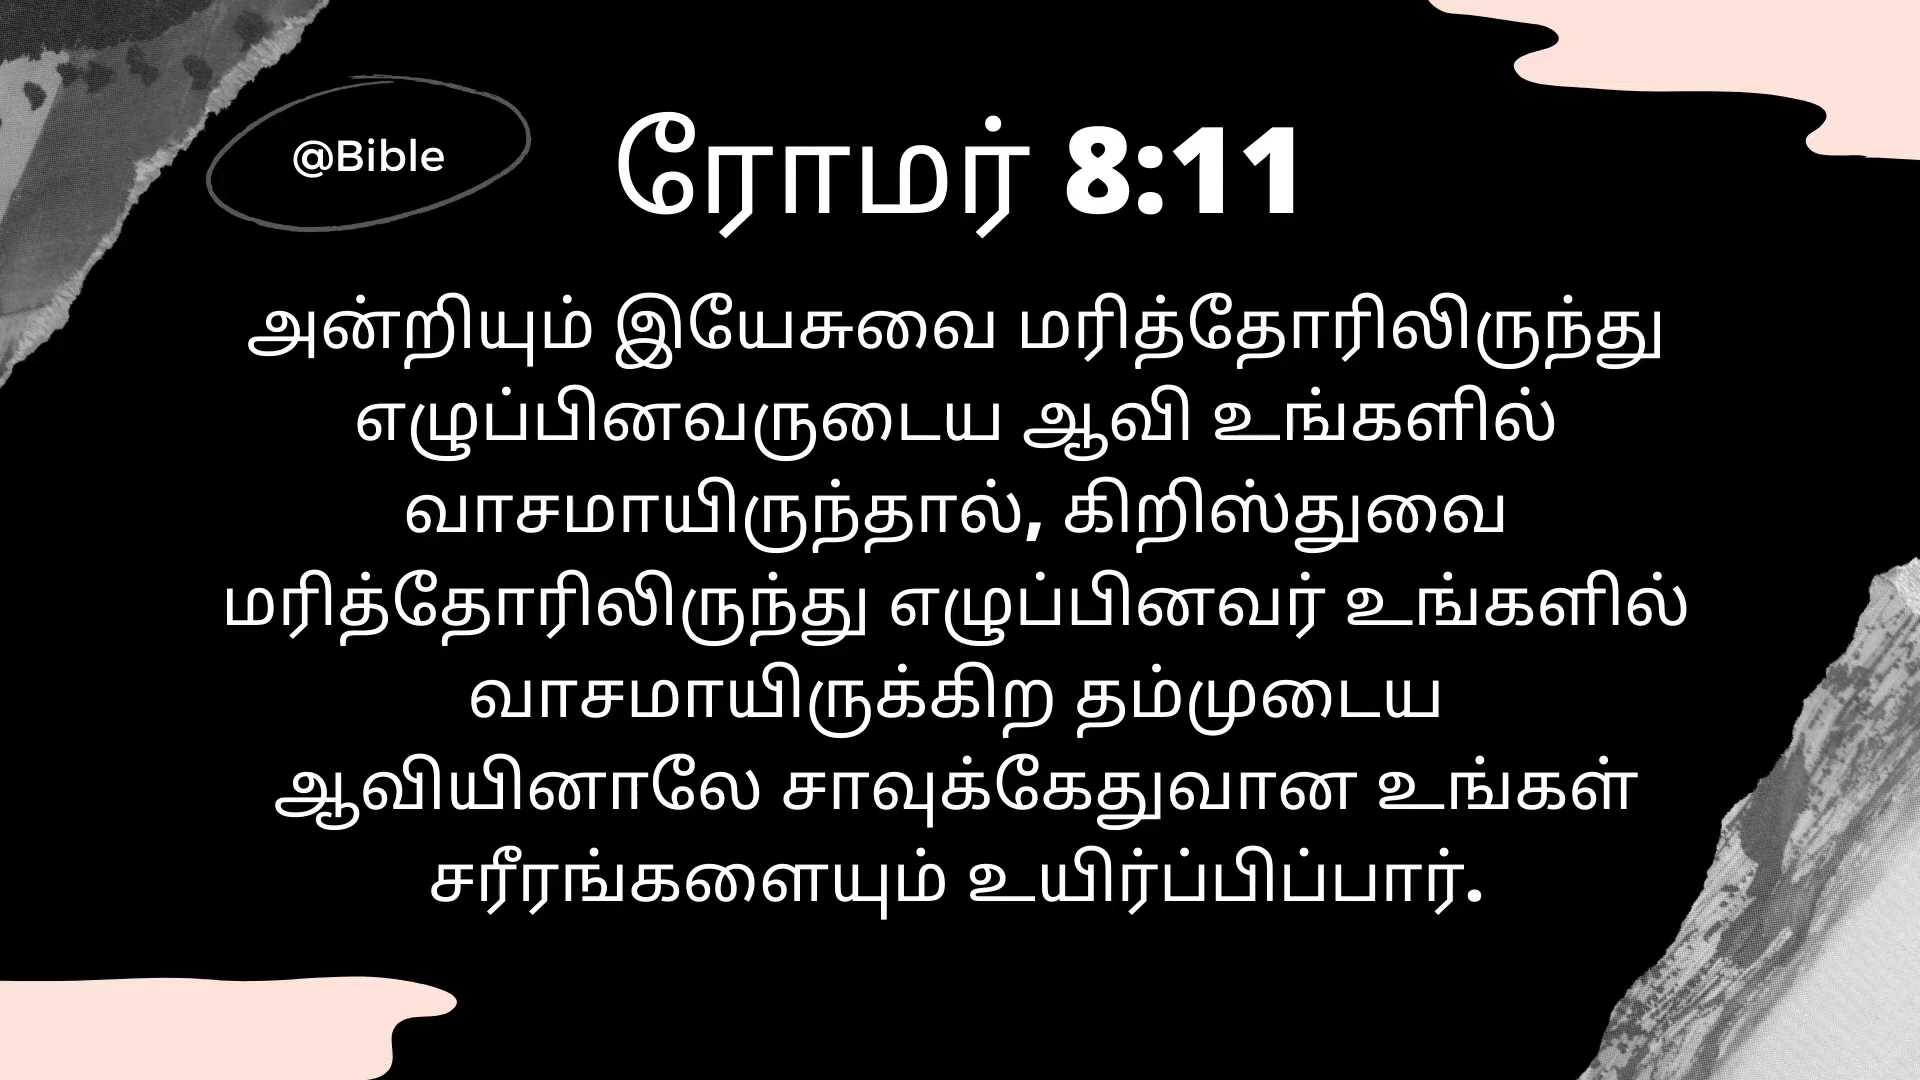 @Bible
ரோமர் 8:11
அன்றியும் இயேசுவை மரித்தோரிலிருந்து
எழுப்பினவருடைய ஆவி உங்களில்
வாசமாயிருந்தால், கிறிஸ்துவை
மரித்தோரிலிருந்து எழுப்பினவர் உங்களில்
வாசமாயிருக்கிற தம்முடைய
ஆவியினாலே சாவுக்கேதுவான உங்கள்
சரீரங்களையும் உயிர்ப்பிப்பார்.